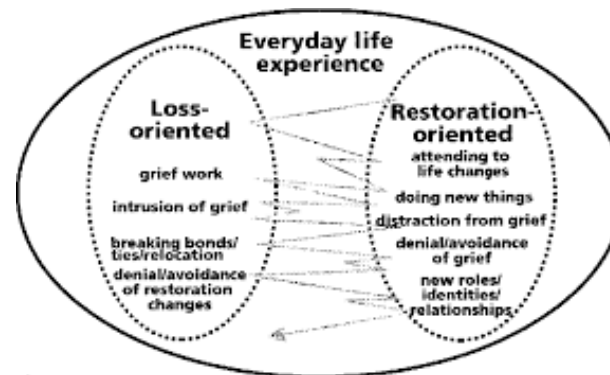 Everyday life
experience
Loss-
oriented
grief work
intrusion of grief
breaking bonds/
ties/relocation
denial/avoidance
of restoration
changes
Restoration-
oriented
attending to
life changes
doing new things
distraction from grief
denial/avoidance
of grief
new roles/
identities/
relationships